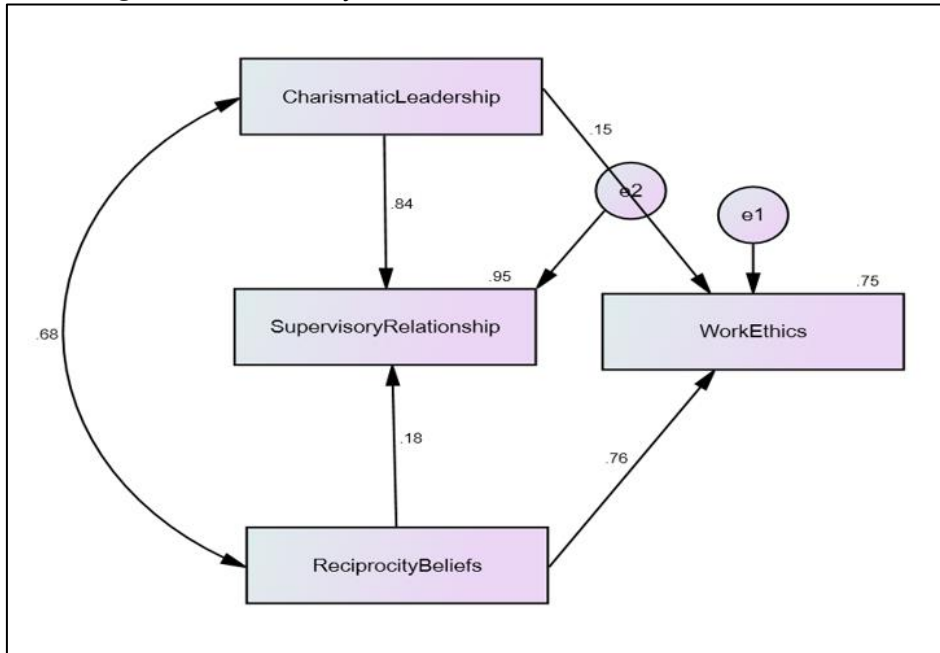 CharismaticLeadership
.15
e2
e1
.84
.95
.75
SupervisoryRelationship
WorkEthics
.68
.18
.76
ReciprocityBeliefs